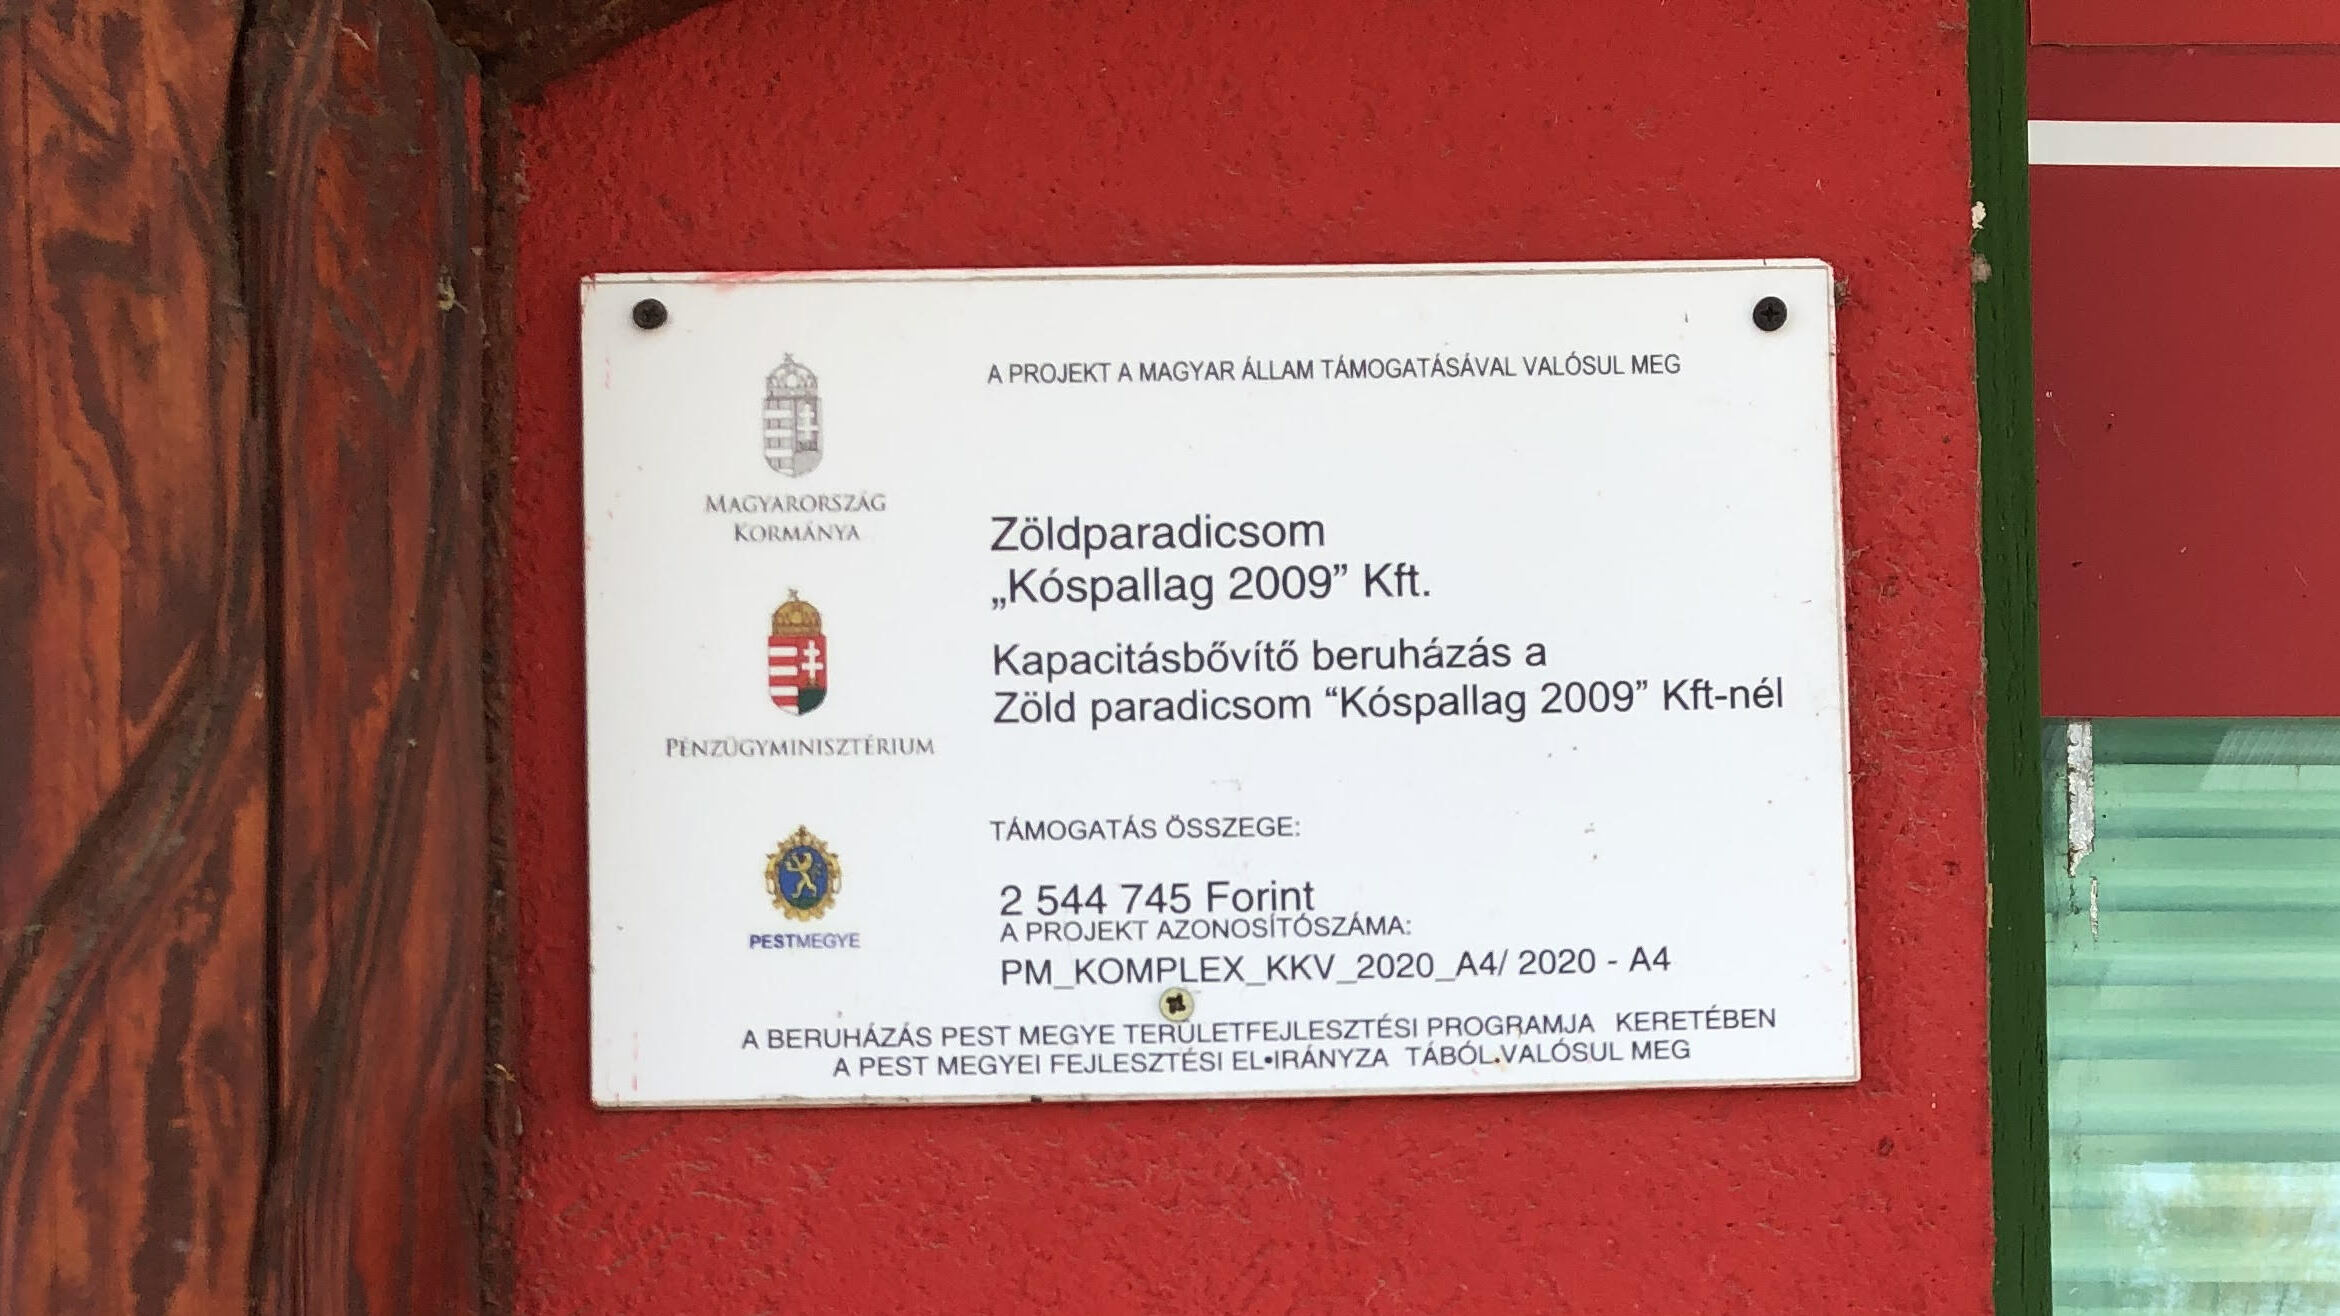 A PROJEKT A MAGYAR ÁLLAM TÁMOGATÁSÁVAL VALÓSUL MEG
MAGYARORSZÁG
KORMÁNYA
Zöldparadicsom
„Kóspallag 2009” Kft.
Kapacitásbővítő beruházás a
Zöld paradicsom “Kóspallag 2009” Kft-nél
PÉNZÜGYMINISZTÉRIUM
TÁMOGATÁS ÖSSZEGE:
2 544 745 Forint
A PROJEKT AZONOSÍTÓSZÁMA:
PESTMEGYE
PM_KOMPLEX_KKV_2020_A4/ 2020 - A4
A BERUHÁZÁS PEST MEGYE TERÜLETFEJLESZTÉSI PROGRAMJA KERETÉBEN
A PEST MEGYEI FEJLESZTÉSI EL•IRÁNYZA TÁBÓL VALÓSUL MEG